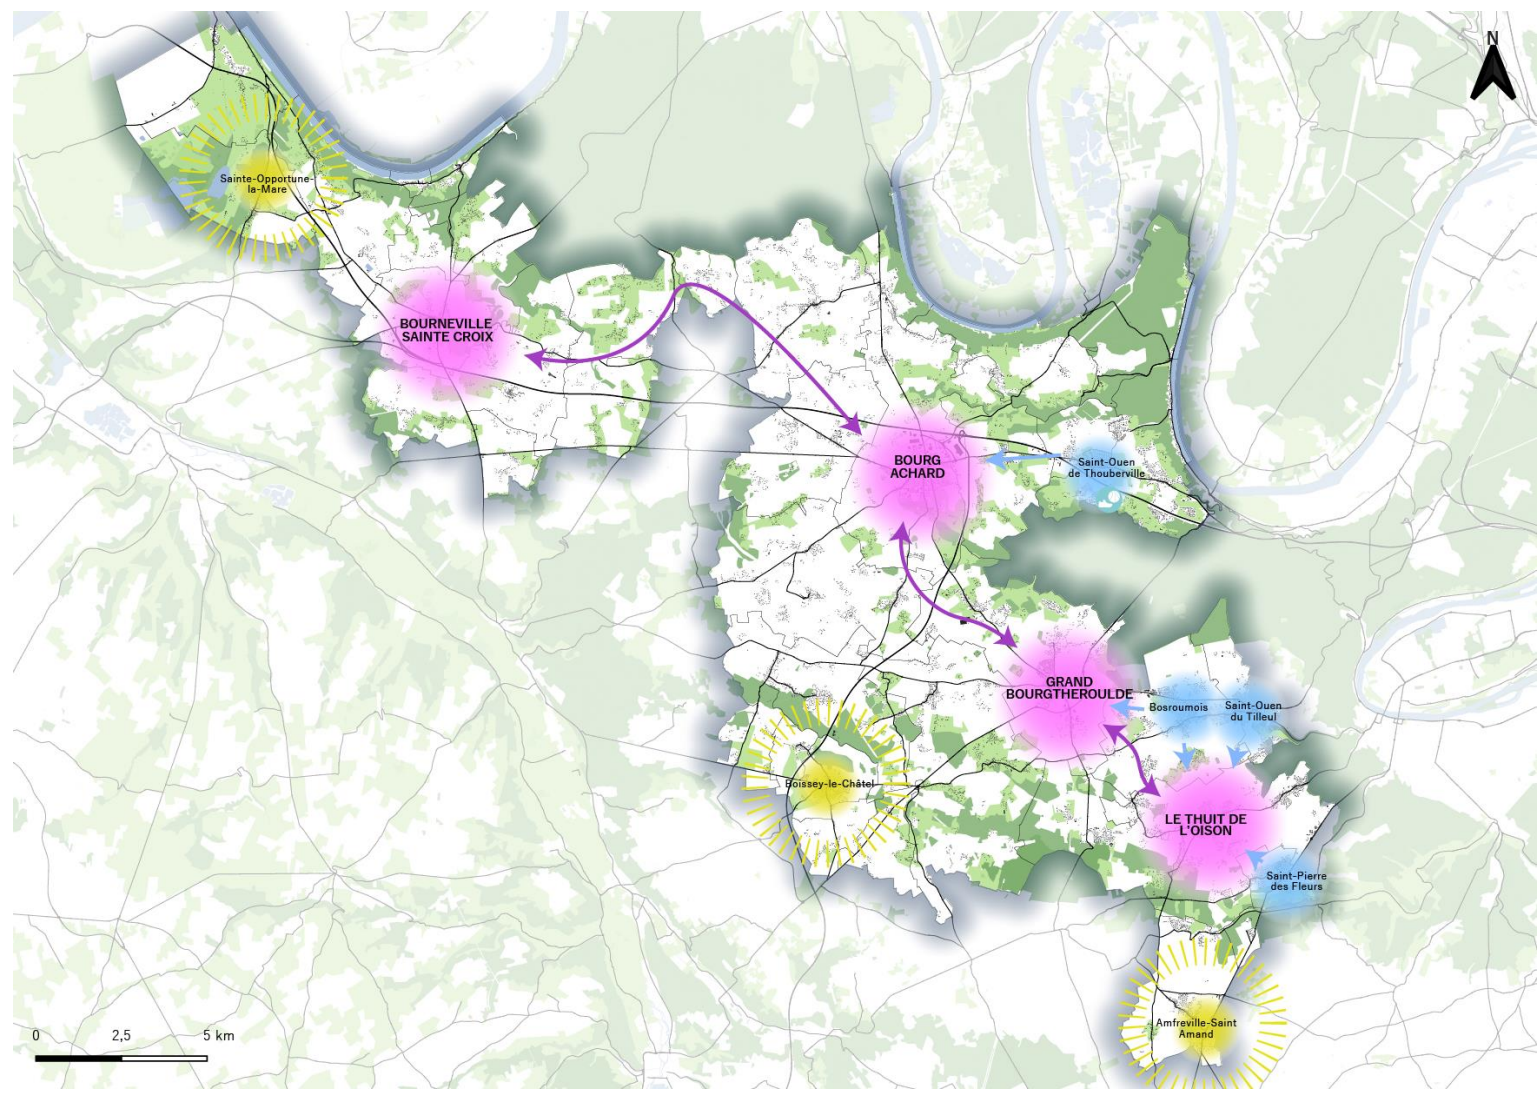 N
Sainte-Opportune-
la-Mare
BOURNEVILLE
SAINTE CROIX
BOURG
ACHARD
Saint-Ouen
de Thouberville
GRAND
BOURGTHEROULDE
Bosroumois
Saint-Ouen
du Tilleul
Boissey-le-Châtel
LE THUIT DE
L'OISON
Saint-Pierre
des Fleurs
Amfreville-Saint
Amand
0 2,5 5 km